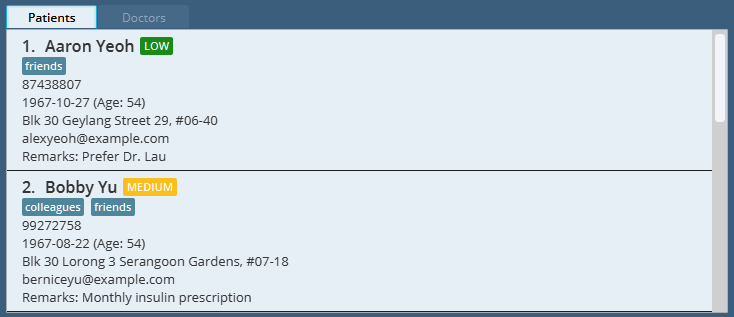 Patients Doctors
1. Aaron Yeoh LOW
friends
87438807
1967-10-27 (Age: 54)
Blk 30 Geylang Street 29, #06-40
alexyeoh@example.com
Remarks: Prefer Dr. Lau
2. Bobby Yu MEDIUM
colleagues friends
99272758
1967-08-22 (Age: 54)
Blk 30 Lorong 3 Serangoon Gardens, #07-18
berniceyu@example.com
Remarks: Monthly insulin prescription